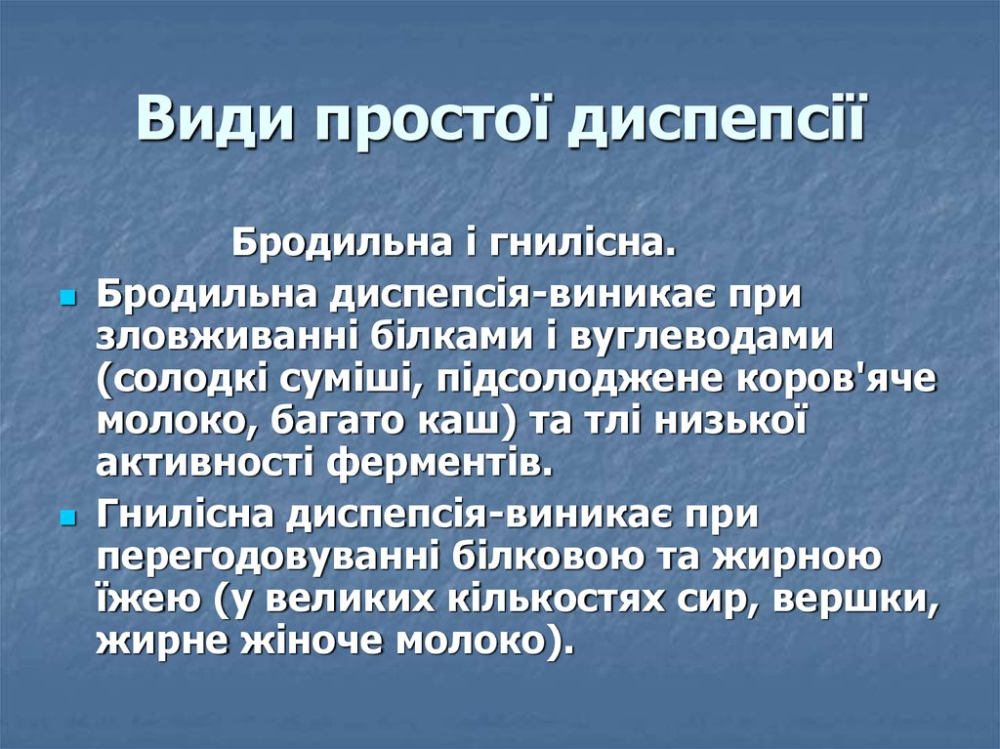 Види простої диспепсії
Бродильна і гнилісна.
Бродильна диспепсія-виникає при
зловживанні білками і вуглеводами
(солодкі суміші, підсолоджене коров'яче
молоко, багато каш) та тлі низької
активності ферментів.
Гнилісна диспепсія-виникає при
перегодовуванні білковою та жирною
їжею (у великих кількостях сир, вершки,
жирне жіноче молоко).